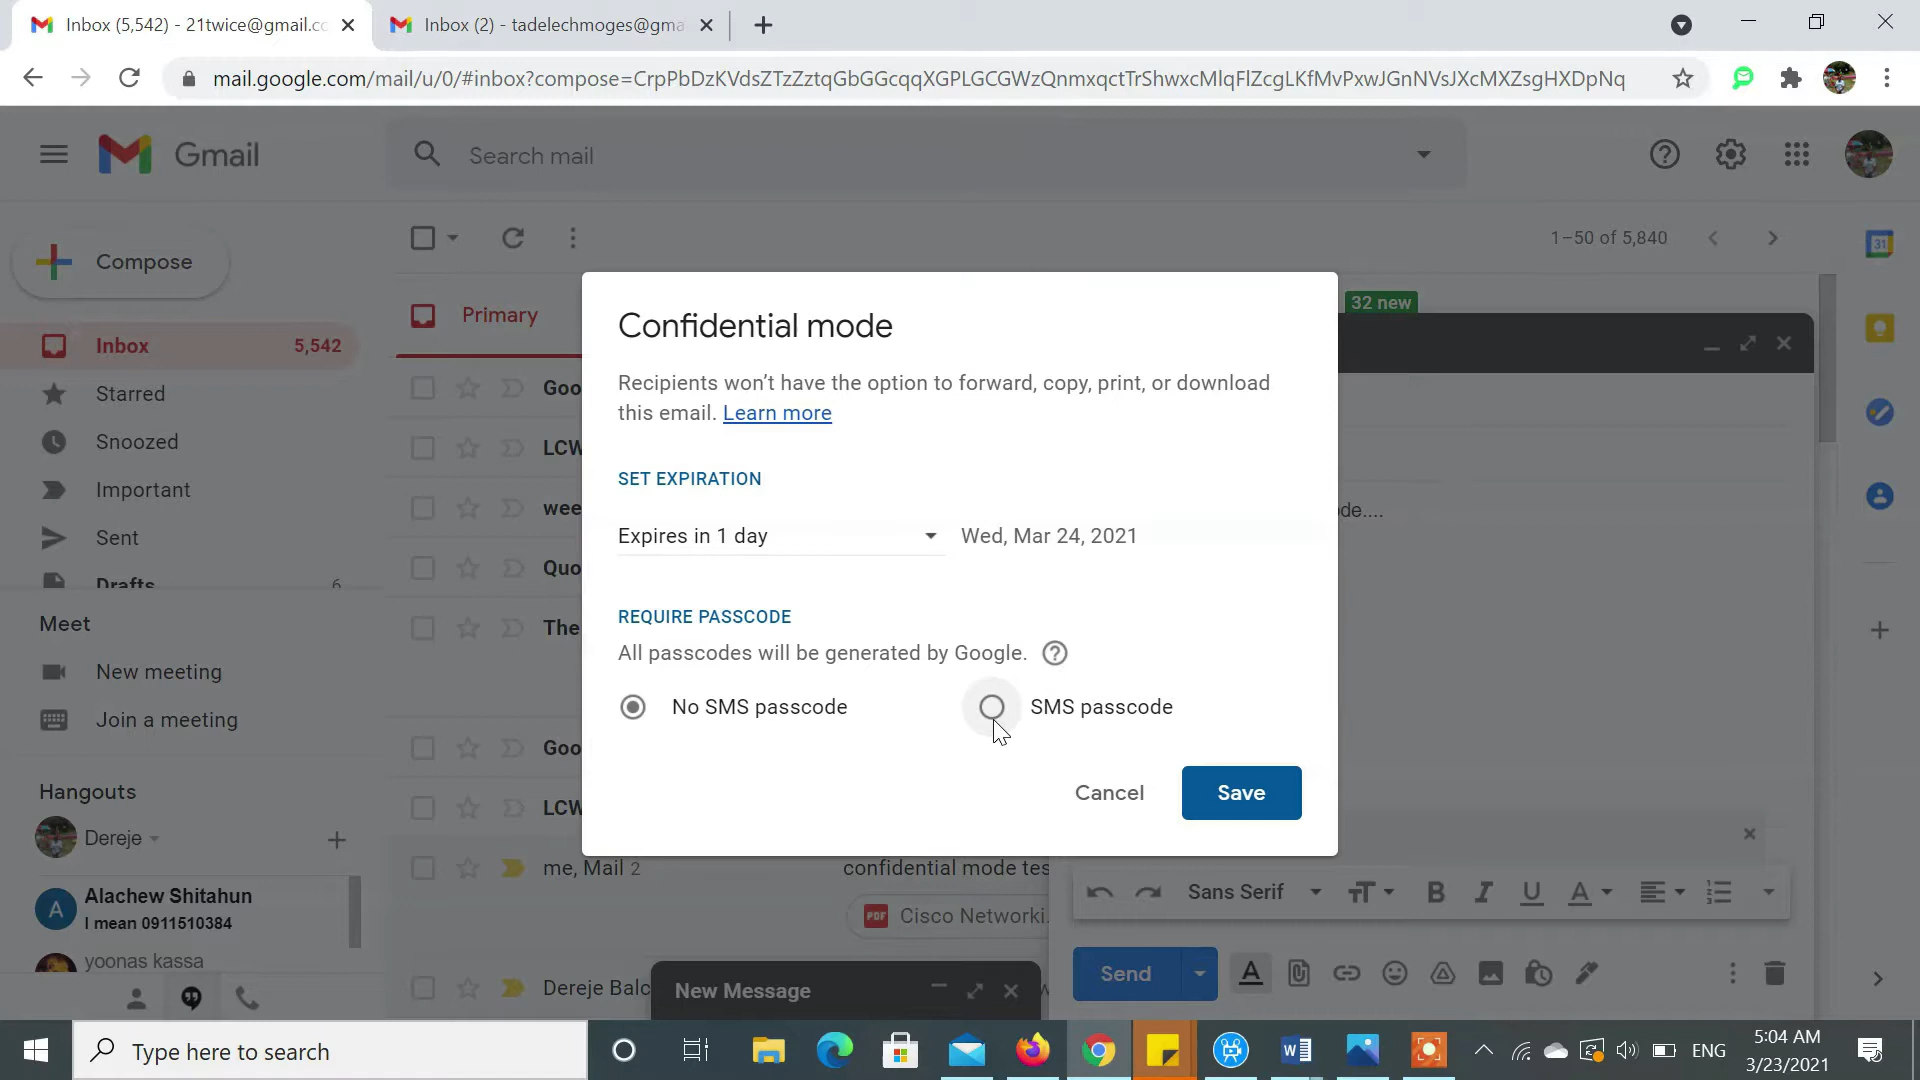 Inbox (5,542) - 21twice@gmail.cc
Inbox (2) - tadelechmoges@gma
mail.google.com/mail/u/0/#inbox?compose=CrpPbDzKVdsZTzZztqGbGGcqqXGPLGCGWzQnmxqctTrShwxcMlqFlZcgLKfMvPxwJGnNVsJXcMXZsgHXDpNq
Gmail
Search mail
Compose
1–50 of 5,840
31
Primary
32 new
Inbox 5,542
Starred
Snoozed
Important
Sent
Drafts 6
Goo
LCW
wee
Quo
The
Goo
LCW
Confidential mode
Recipients won't have the option to forward, copy, print, or download
this email. Learn more
SET EXPIRATION
Expires in 1 day Wed, Mar 24, 2021
REQUIRE PASSCODE
All passcodes will be generated by Google.
No SMS passcode SMS passcode
Cancel Save
de....
Meet
New meeting
Join a meeting
Hangouts
Dereje
A
Alachew Shitahun
I mean 0911510384
yoonas kassa
me, Mail 2
confidential mode tes
PDF Cisco Networki
Dereje Balc
New Message
Sans Serif
Send
Type here to search
ENG
5:04 AM
3/23/2021